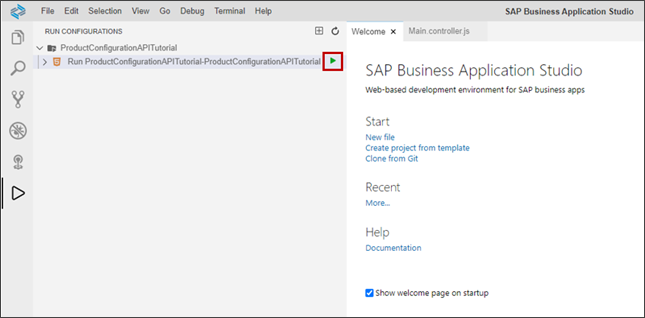 File Edit Selection View Go Debug Terminal Help SAP Business Application Studio
RUN CONFIGURATIONS
ProductConfigurationAPITutorial
Run ProductConfigurationAPITutorial-ProductConfigurationAPITutorial
Welcome Main.controller.js
SAP Business Application Studio
Web-based development environment for SAP business apps
Start
New file
Create project from template
Clone from Git
Recent
More...
Help
Documentation
Show welcome page on startup